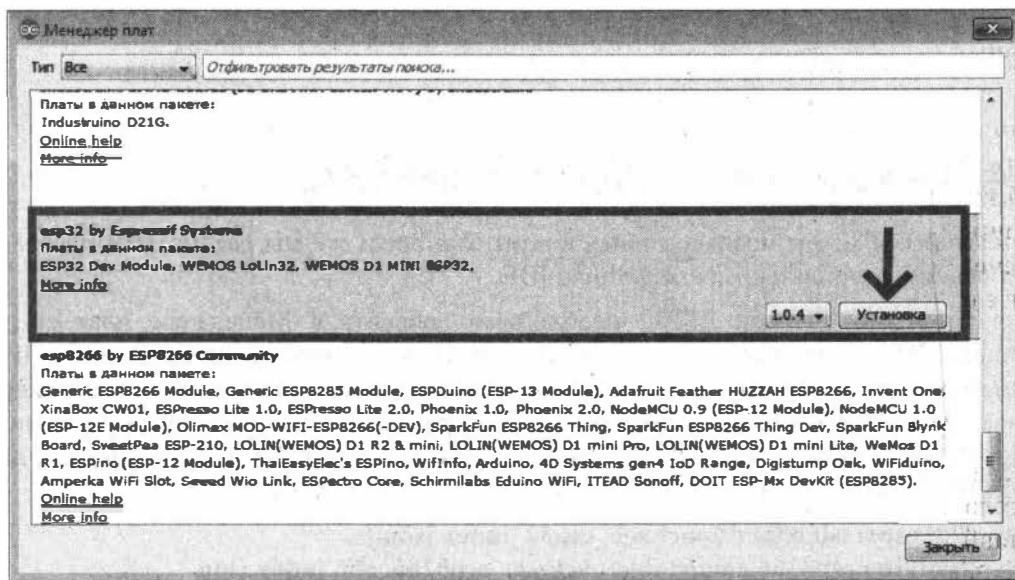 Менеджер плат
Тип Все Отфильтровать результаты поиска...
Платы в данном пакете:
Industruino D21G.
Online help
More info
esp32 by Espressif Systems
Платы в данном пакете:
ESP32 Dev Module, WEMOS LoLin32, WEMOS D1 MINI ESP32.
More info
1.0.4 Установка
esp8266 by ESP8266 Community
Платы в данном пакете:
Generic ESP8266 Module, Generic ESP8285 Module, ESPDuino (ESP-13 Module), Adafruit Feather HUZZAH ESP8266, Invent One,
XinaBox CW01, ESPresso Lite 1.0, ESPresso Lite 2.0, Phoenix 1.0, Phoenix 2.0, NodeMCU 0.9 (ESP-12 Module), NodeMCU 1.0
(ESP-12E Module), Olimex MOD-WIFI-ESP8266(-DEV), SparkFun ESP8266 Thing, SparkFun ESP8266 Thing Dev, SparkFun Blynk
Board, SweetPea ESP-210, LOLIN(WEMOS) D1 R2 & mini, LOLIN(WEMOS) D1 mini Pro, LOLIN(WEMOS) D1 mini Lite, WeMos D1
R1, ESPino (ESP-12 Module), ThaiEasyElec's ESPino, WifInfo, Arduino, 4D Systems gen4 IoD Range, Digistump Oak, WiFiduino,
Amperka WiFi Slot, Seeed Wio Link, ESPectro Core, Schirmilabs Eduino WiFi, ITEAD Sonoff, DOIT ESP-Mx DevKit (ESP8285).
Online help
More info
Закрыть